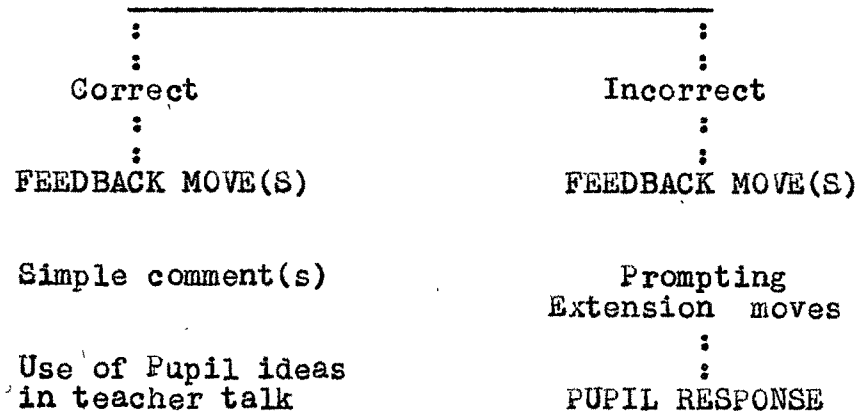 Correct
Incorrect
FEEDBACK MOVE(S)
FEEDBACK MOVE(S)
Simple comment(s)
Prompting
Extension moves
Use of Pupil ideas
in teacher talk
PUPIL RESPONSE